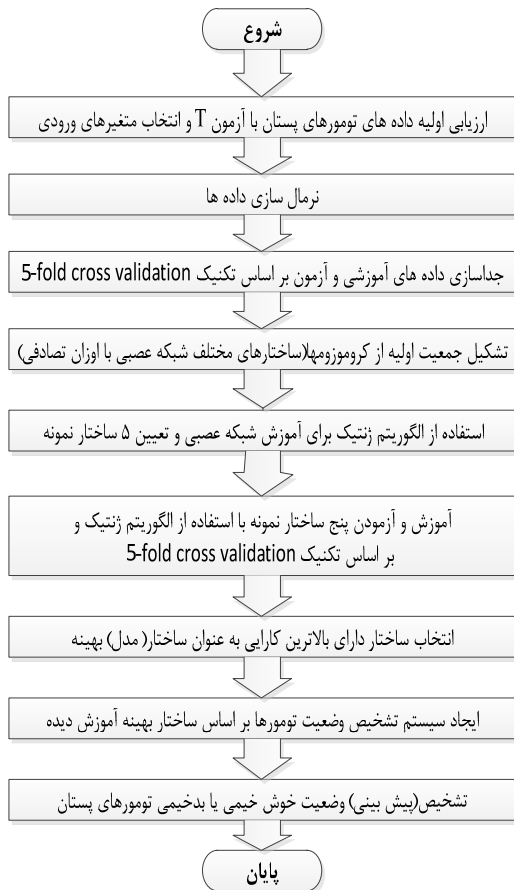 شروع
ارزیابی اولیه داده های تومورهای پستان با آزمون T و انتخاب متغیرهای ورودی
نرمال سازی داده ها
جداسازی داده های آموزشی و آزمون بر اساس تکنیک 5-fold cross validation
تشکیل جمعیت اولیه از کروموزومها(ساختارهای مختلف شبکه عصبی با اوزان تصادفی)
استفاده از الگوریتم ژنتیک برای آموزش شبکه عصبی و تعیین ۵ ساختار نمونه
آموزش و آزمودن پنج ساختار نمونه با استفاده از الگوریتم ژنتیک و
بر اساس تکنیک 5-fold cross validation
انتخاب ساختار دارای بالاترین کارایی به عنوان ساختار( مدل) بهینه
ایجاد سیستم تشخیص وضعیت تومورها بر اساس ساختار بهینه آموزش دیده
تشخیص(پیش بینی) وضعیت خوش خیمی یا بدخیمی تومورهای پستان
پایان